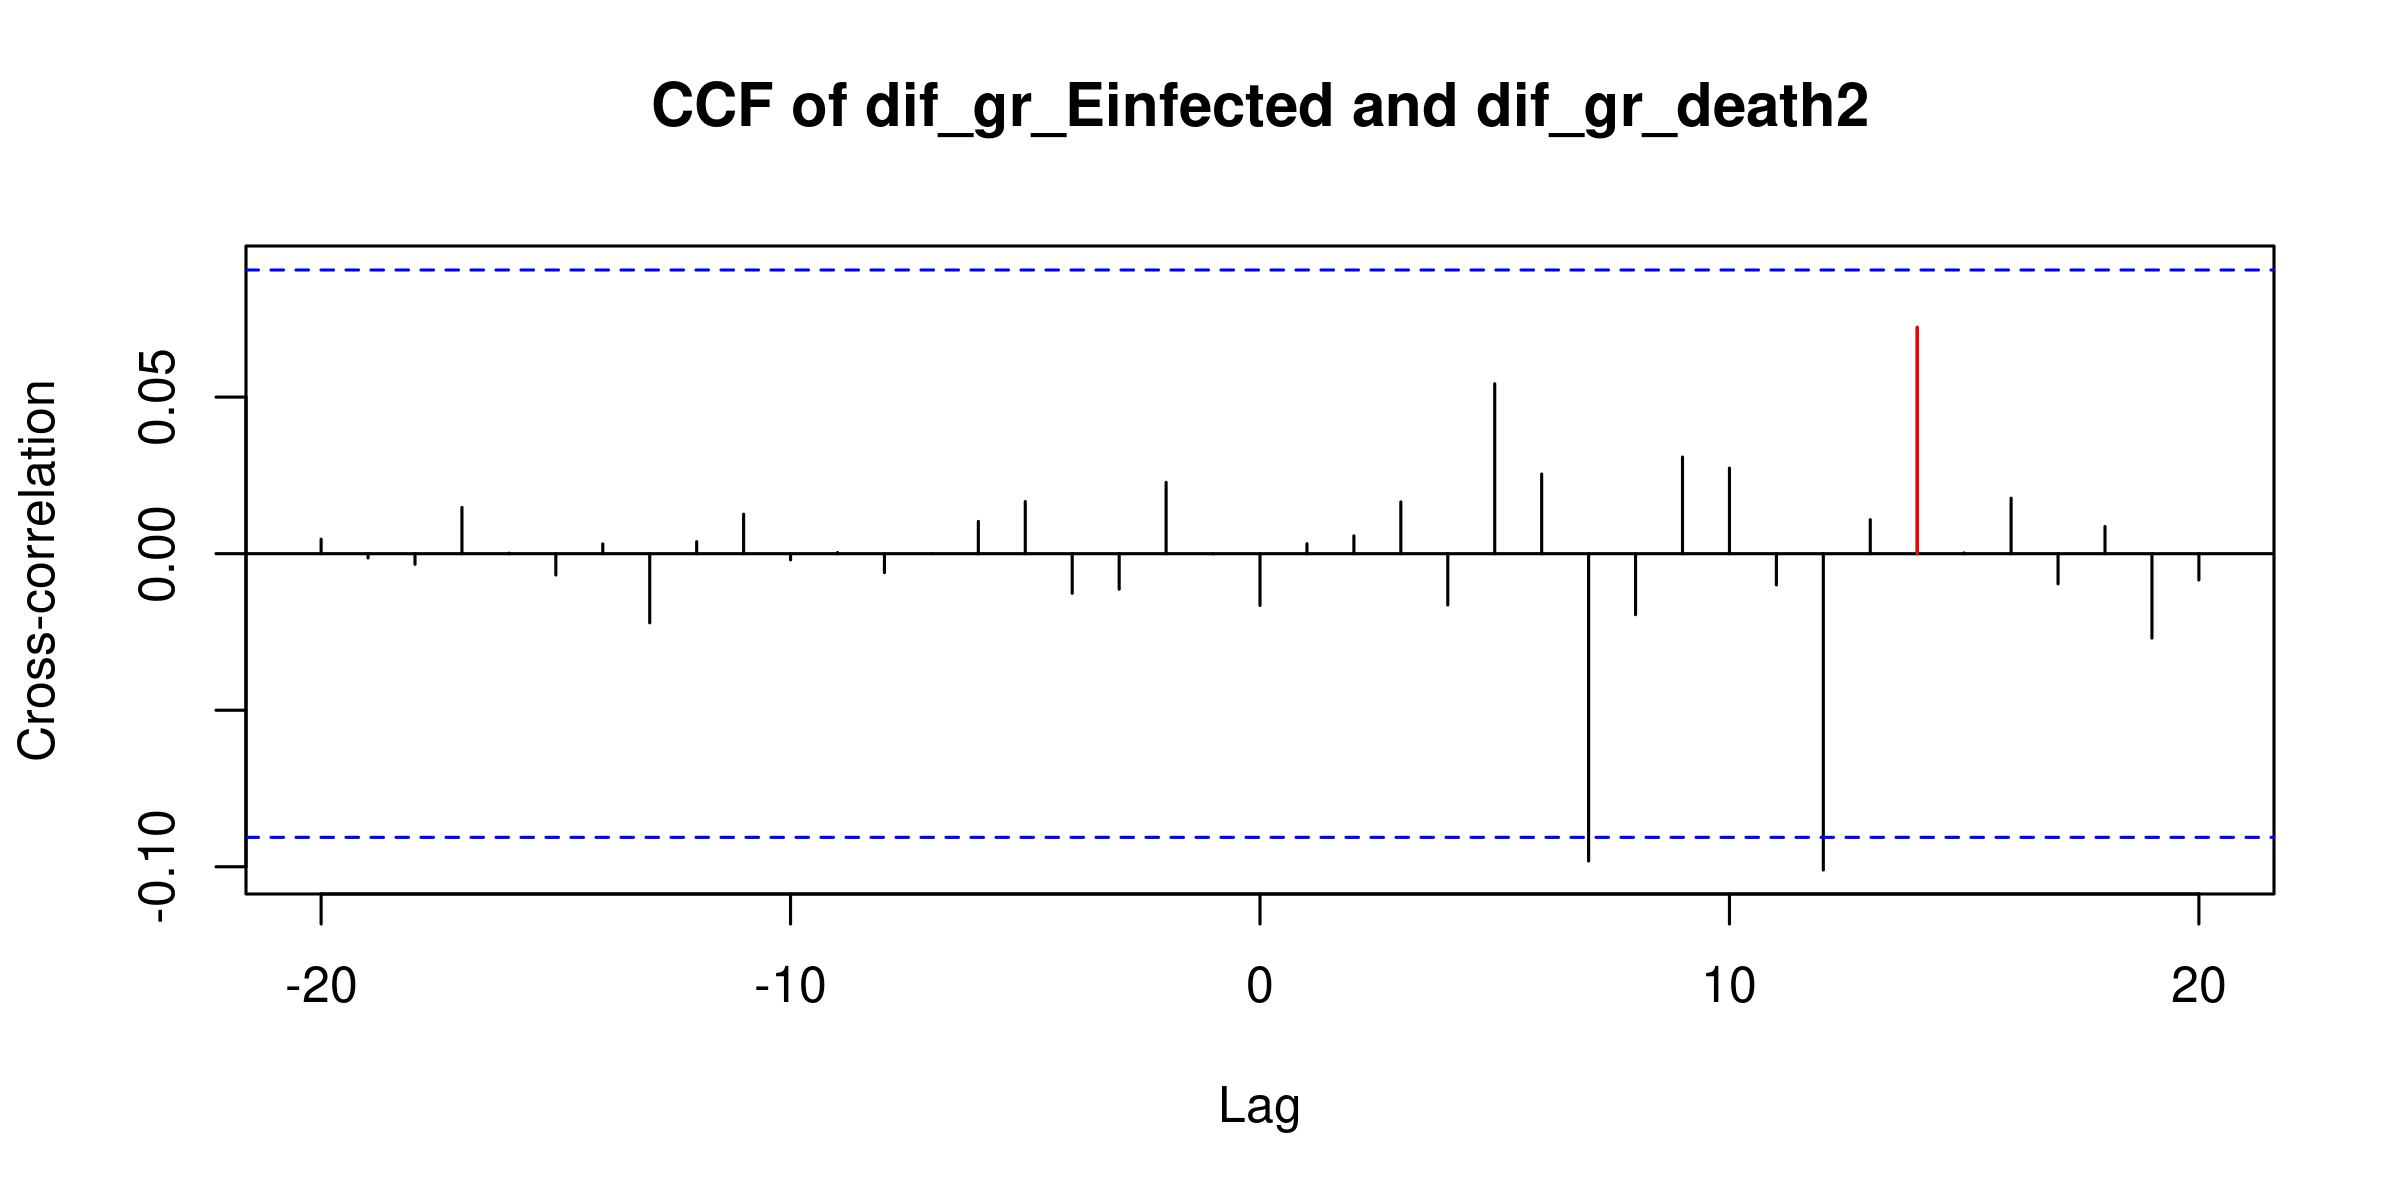 CCF of dif_gr_Einfected and dif_gr_death2
Cross-correlation
0.05
0.00
-0.10
-20 -10 0 10 20
Lag